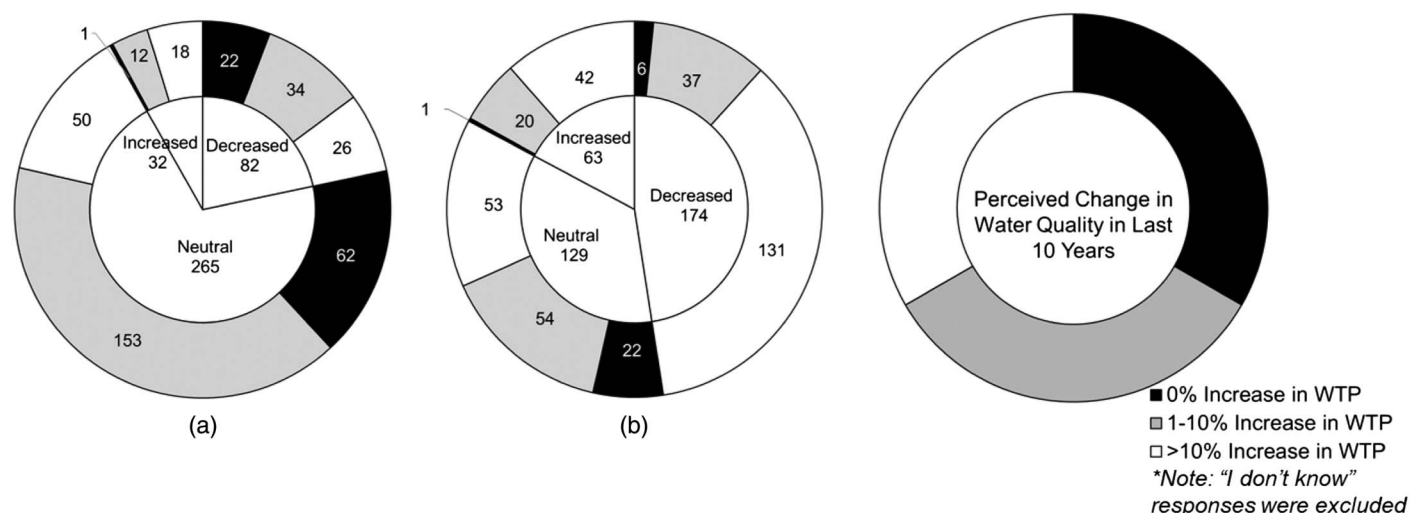 1
12
18
22
34
26
50
Increased
32
Decreased
82
Neutral
265
62
153
(a)
42
6
37
1
20
Increased
63
Decreased
174
131
53
Neutral
129
54
22
(b)
Perceived Change in
Water Quality in Last
10 Years
0% Increase in WTP
1-10% Increase in WTP
>10% Increase in WTP
*Note: “I don’t know”
responses were excluded